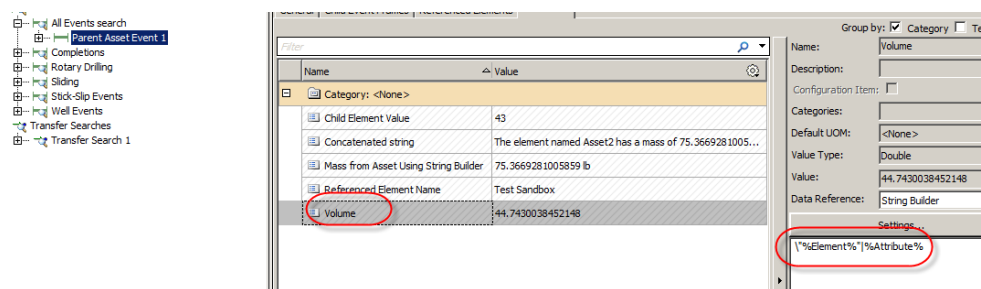 All Events search
Parent Asset Event 1
Completions
Rotary Drilling
Sliding
Stick-Slip Events
Well Events
Transfer Searches
Transfer Search 1
General Child Event Frames Referenced Elements
Group by: Category
Filter
Name Value
Category: <None>
Child Element Value 43
Concatenated string The element named Asset2 has a mass of 75.3669281005...
Mass from Asset Using String Builder 75.3669281005859 lb
Referenced Element Name Test Sandbox
Volume 44.7430038452148
Name: Volume
Description:
Configuration Item:
Categories:
Default UOM: <None>
Value Type: Double
Value: 44.7430038452148
Data Reference: String Builder
Settings...
\"%Element%"|%Attribute%